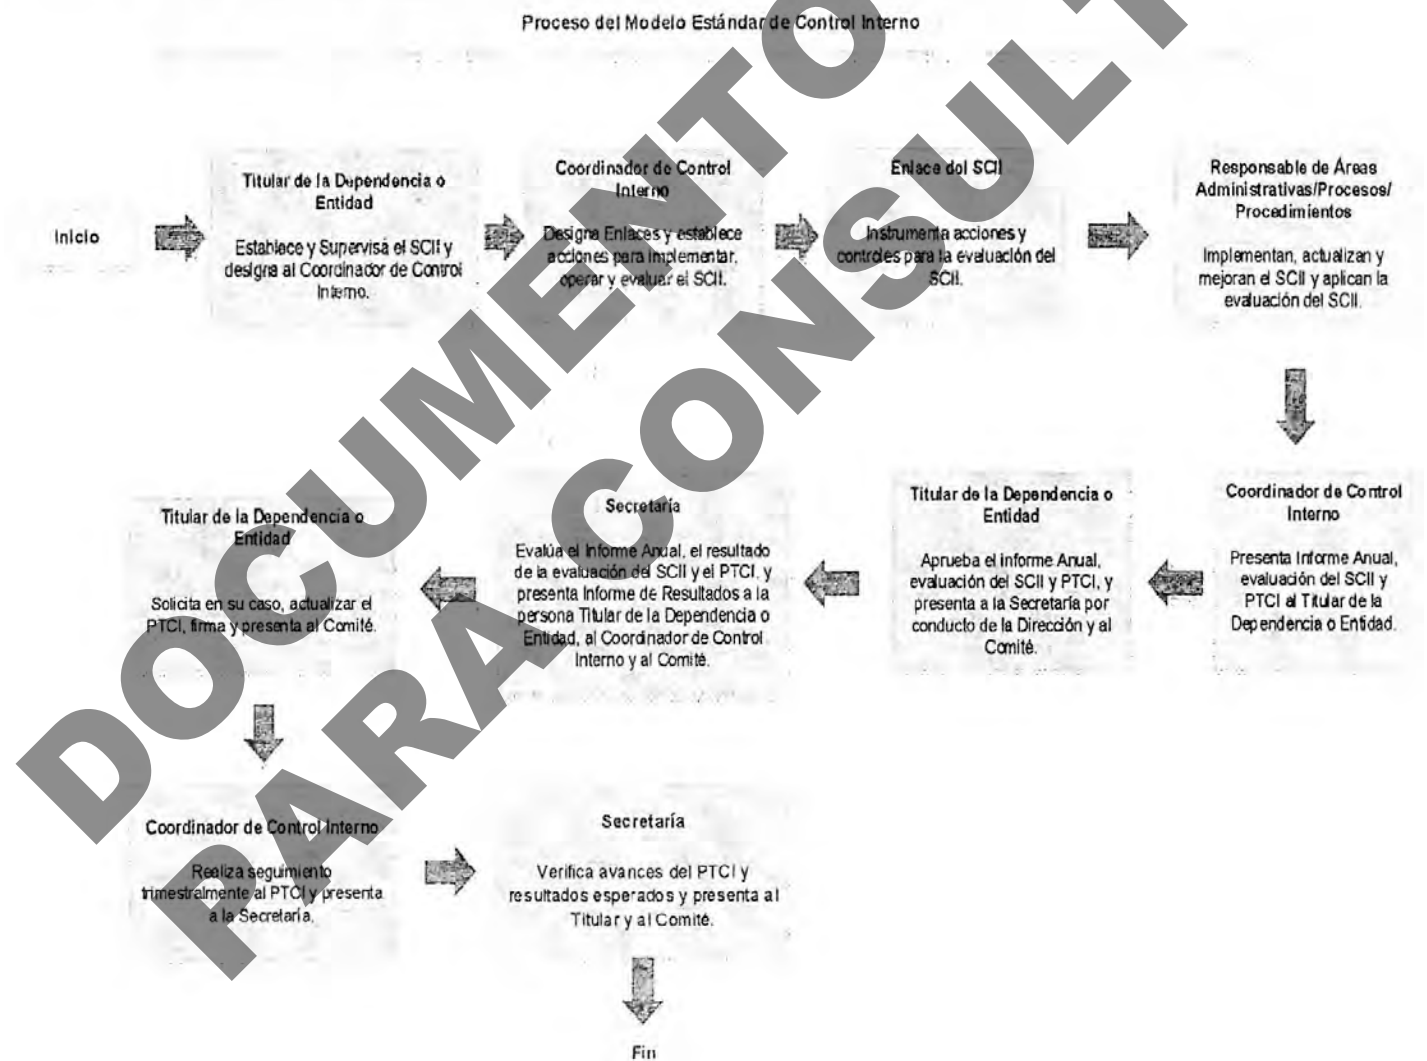 Proceso del Modelo Estándar de Control Interno
Inicio
Titular de la Dependencia o
Entidad
Establece y Supervisa el SCII y
designa al Coordinador de Control
Interno.
Coordinador de Control
Interno
Designa Enlaces y establece
acciones para implementar,
operar y evaluar el SCII.
Enlace del SCII
Instrumenta acciones y
controles para la evaluación del
SCII.
Responsable de Áreas
Administrativas/Procesos/
Procedimientos
Implementan, actualizan y
mejoran el SCII y aplican la
evaluación del SCII.
Coordinador de Control
Interno
Presenta Informe Anual,
evaluación del SCII y
PTCI al Titular de la
Dependencia o Entidad.
Titular de la Dependencia o
Entidad
Aprueba el informe Anual,
evaluación del SCII y PTCI, y
presenta a la Secretaría por
conducto de la Dirección y al
Comité.
Secretaría
Evalúa el Informe Anual, el resultado
de la evaluación del SCII y el PTCI, y
presenta Informe de Resultados a la
persona Titular de la Dependencia o
Entidad, al Coordinador de Control
Interno y al Comité.
Titular de la Dependencia o
Entidad
Solicita en su caso, actualizar el
PTCI, firma y presenta al Comité.
Coordinador de Control Interno
Realiza seguimiento
trimestralmente al PTCI y presenta
a la Secretaría.
Secretaría
Verifica avances del PTCI y
resultados esperados y presenta al
Titular y al Comité.
Fin
DOCUMENTO
PARA CONSULT